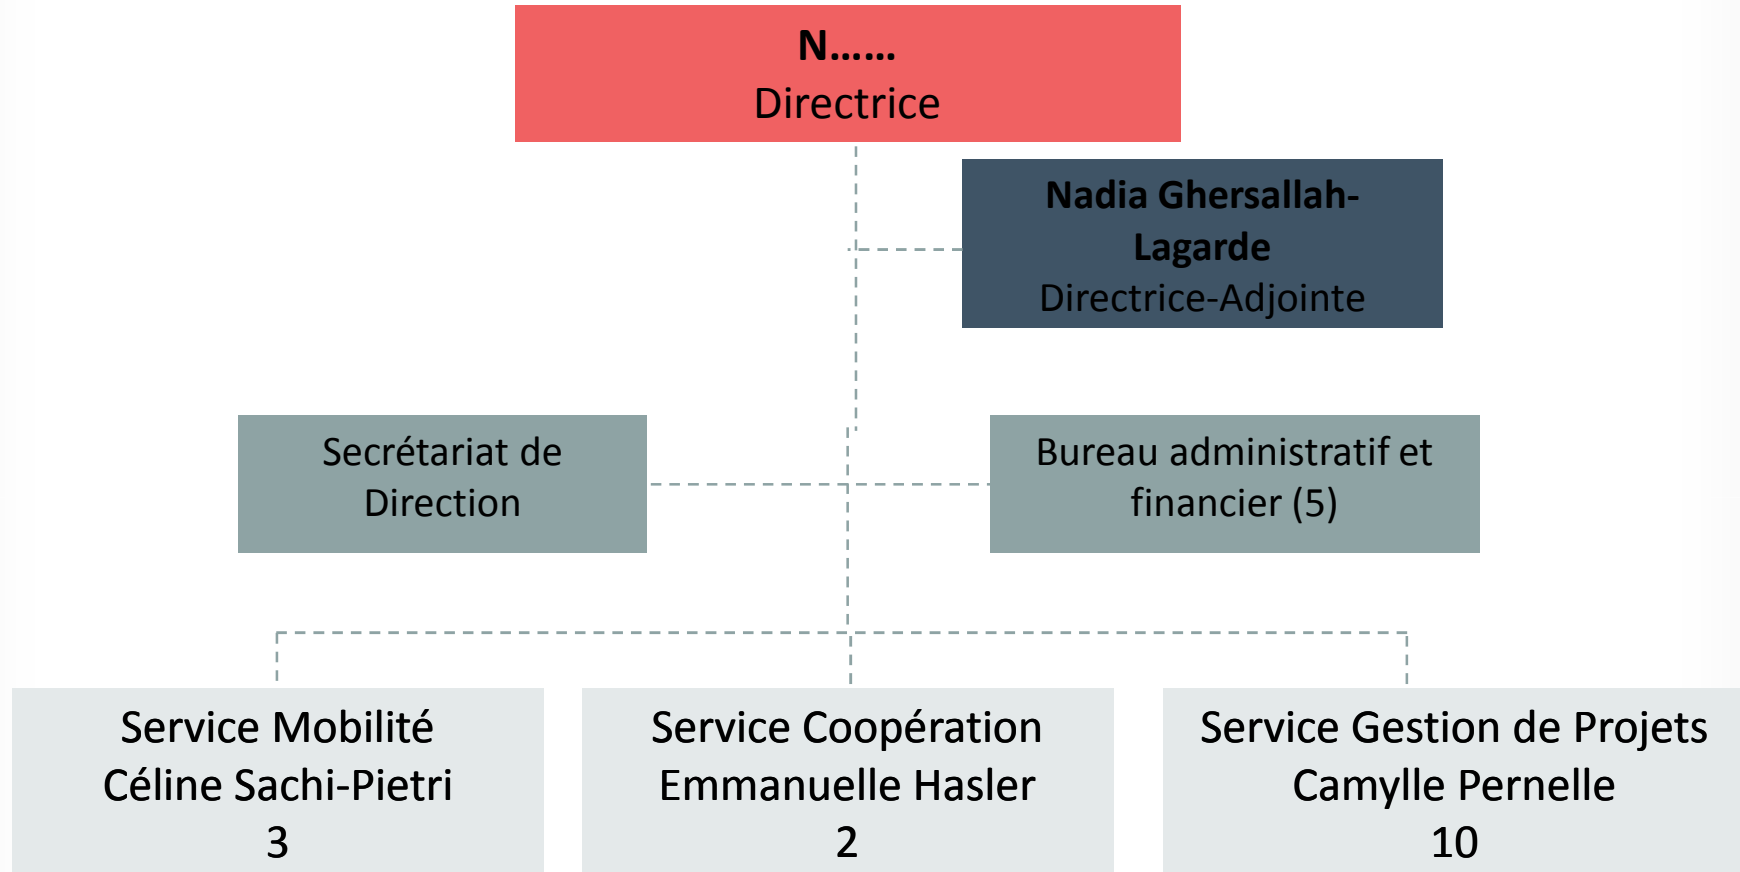 N......
Directrice
Nadia Ghersallah-
Lagarde
Directrice-Adjointe
Secrétariat de
Direction
Bureau administratif et
financier (5)
Service Mobilité
Céline Sachi-Pietri
3
Service Coopération
Emmanuelle Hasler
2
Service Gestion de Projets
Camylle Pernelle
10